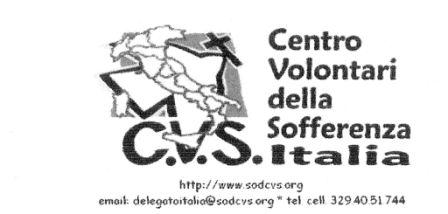 Centro
Volontari
della
Sofferenza
C.V.S. Italia
http://www.sodcvs.org
email: delegatoitalia@sodcvs.org * tel. cell. 329 40 51 744